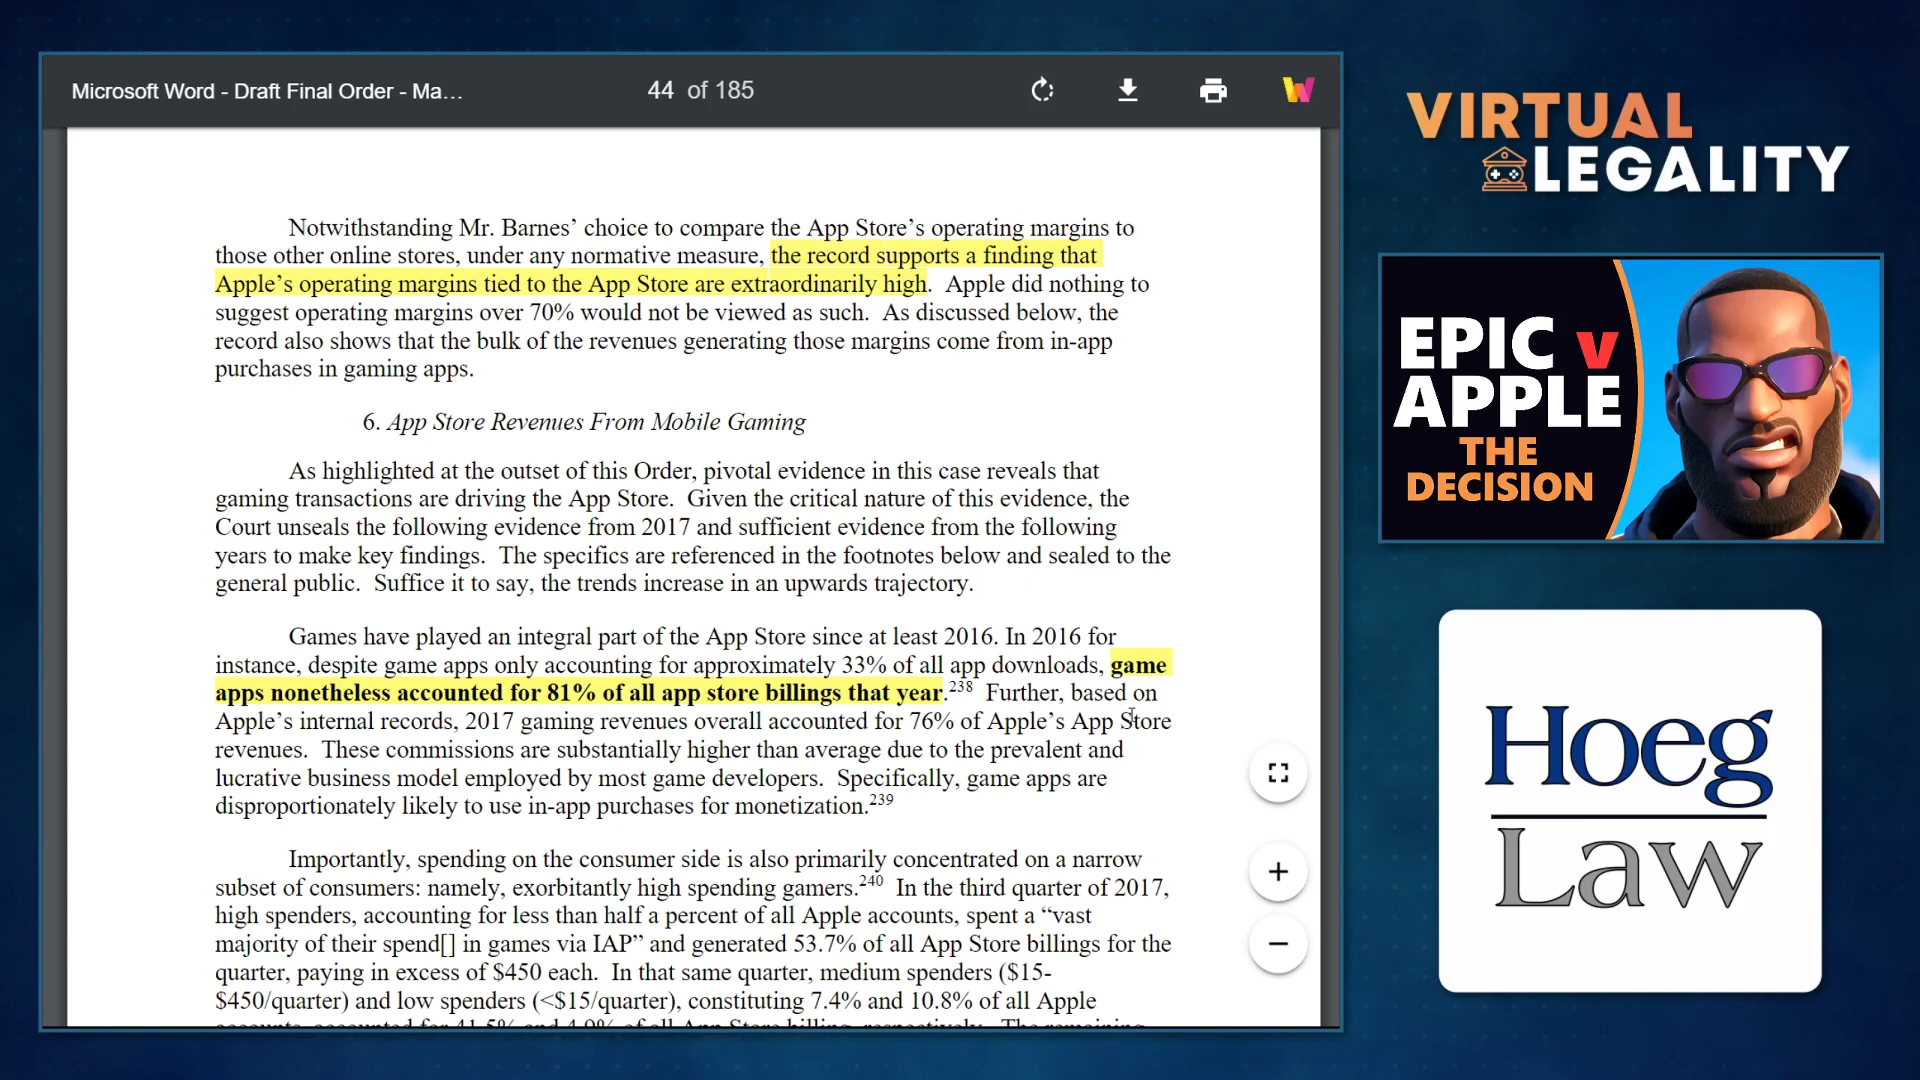 Microsoft Word - Draft Final Order - Ma...
44 of 185
Notwithstanding Mr. Barnes’ choice to compare the App Store’s operating margins to
those other online stores, under any normative measure, the record supports a finding that
Apple’s operating margins tied to the App Store are extraordinarily high. Apple did nothing to
suggest operating margins over 70% would not be viewed as such. As discussed below, the
record also shows that the bulk of the revenues generating those margins come from in-app
purchases in gaming apps.
6. App Store Revenues From Mobile Gaming
As highlighted at the outset of this Order, pivotal evidence in this case reveals that
gaming transactions are driving the App Store. Given the critical nature of this evidence, the
Court unseals the following evidence from 2017 and sufficient evidence from the following
years to make key findings. The specifics are referenced in the footnotes below and sealed to the
general public. Suffice it to say, the trends increase in an upwards trajectory.
Games have played an integral part of the App Store since at least 2016. In 2016 for
instance, despite game apps only accounting for approximately 33% of all app downloads, game
apps nonetheless accounted for 81% of all app store billings that year.238 Further, based on
Apple’s internal records, 2017 gaming revenues overall accounted for 76% of Apple’s App Store
revenues. These commissions are substantially higher than average due to the prevalent and
lucrative business model employed by most game developers. Specifically, game apps are
disproportionately likely to use in-app purchases for monetization.239
Importantly, spending on the consumer side is also primarily concentrated on a narrow
subset of consumers: namely, exorbitantly high spending gamers.240 In the third quarter of 2017,
high spenders, accounting for less than half a percent of all Apple accounts, spent a “vast
majority of their spend[] in games via IAP” and generated 53.7% of all App Store billings for the
quarter, paying in excess of $450 each. In that same quarter, medium spenders ($15-
$450/quarter) and low spenders (<$15/quarter), constituting 7.4% and 10.8% of all Apple
accounts, accounted for 41.5% and 4.9% of all App Store billing, respectively. The remaining
VIRTUAL
LEGALITY
EPIC v
APPLE
THE
DECISION
Hoeg
Law